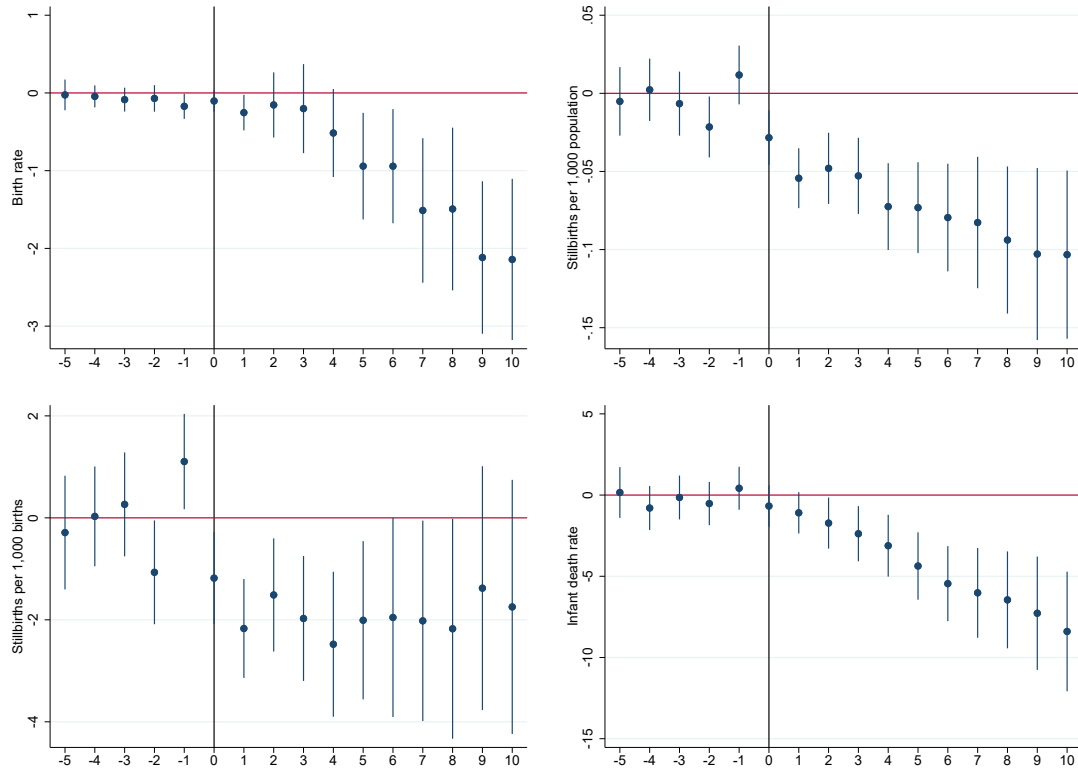 Birth rate
1
0
-1
-2
-3
-5 -4 -3 -2 -1 0 1 2 3 4 5 6 7 8 9 10
Stillbirths per 1,000 population
.05
0
-.05
-.1
-.15
-5 -4 -3 -2 -1 0 1 2 3 4 5 6 7 8 9 10
Stillbirths per 1,000 births
2
0
-2
-4
-5 -4 -3 -2 -1 0 1 2 3 4 5 6 7 8 9 10
Infant death rate
5
0
-5
-10
-15
-5 -4 -3 -2 -1 0 1 2 3 4 5 6 7 8 9 10